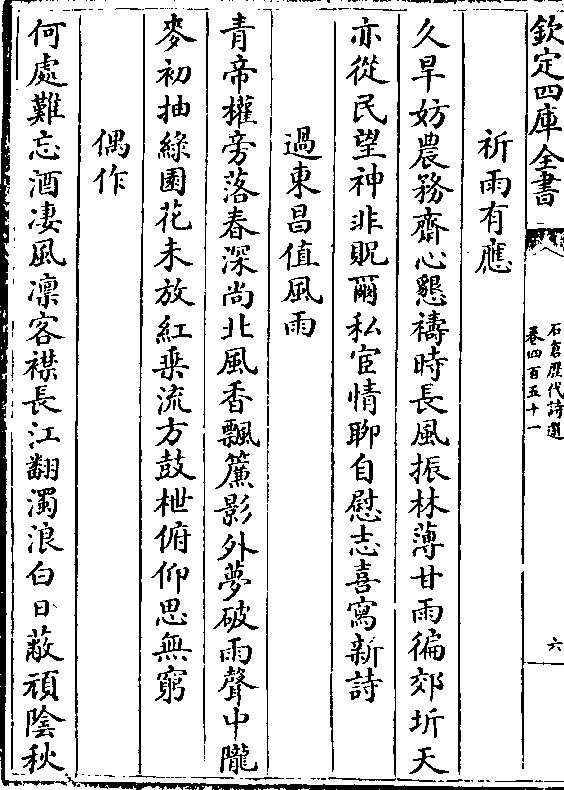 欽定四庫全書
石倉歷代詩選
卷四百五十一
六
祈雨有應
久旱妨農務齋心懇禱時長風振林薄甘雨徧郊圻天
亦從民望神非貺爾私宦情聊自慰志喜寫新詩
過東昌值風雨
青帝權旁落春深尚北風香飄簾影外夢破雨聲中隴
麥初抽綠園花未放紅乗流方鼓枻俯仰思無窮
偶作
何處難忘酒凄風凛客襟長江翻濁浪白日蔽頑陰秋